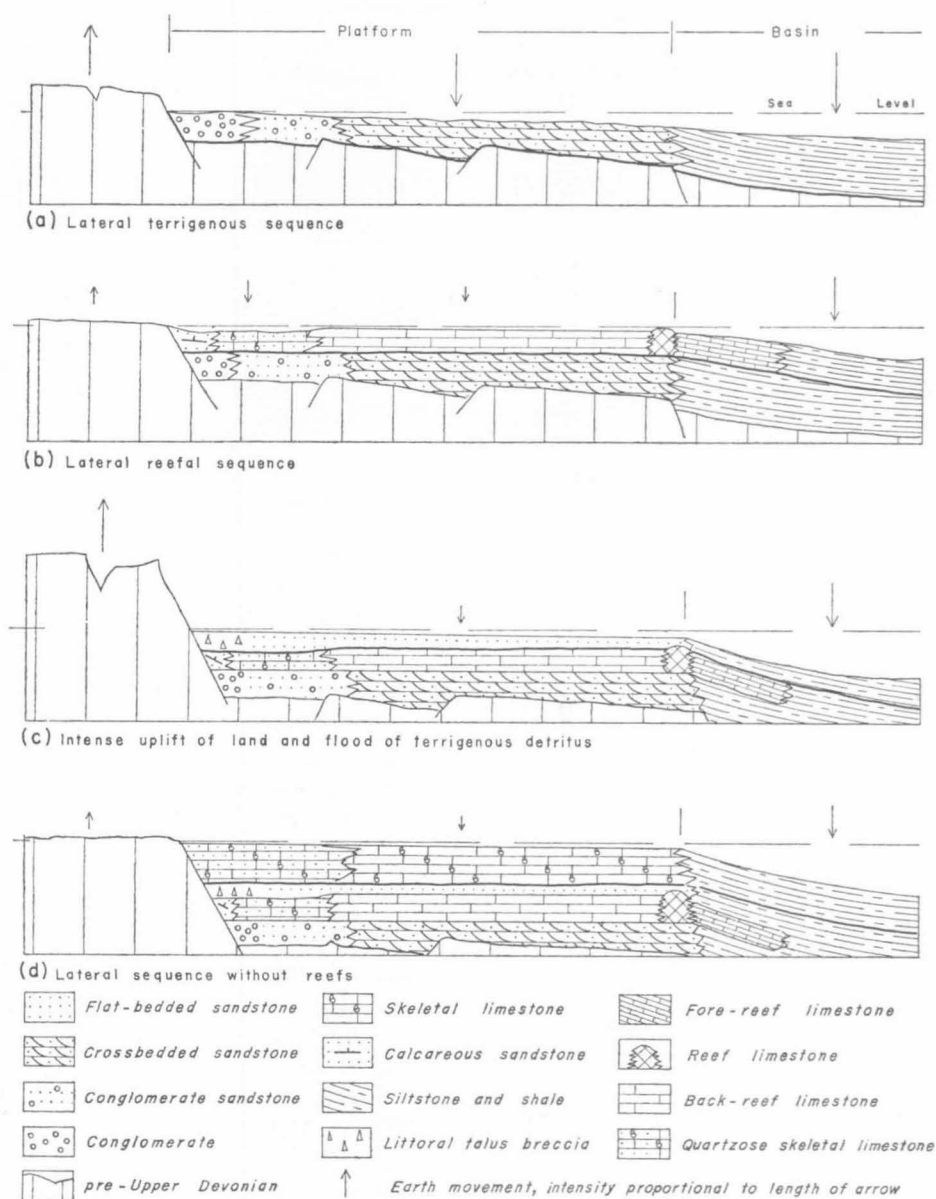 Platform Basin
Sea Level
(a) Lateral terrigenous sequence
(b) Lateral reefal sequence
(c) Intense uplift of land and flood of terrigenous detritus
(d) Lateral sequence without reefs
Flat-bedded sandstone Skeletal limestone Fore-reef limestone
Crossbedded sandstone Calcareous sandstone Reef limestone
Conglomerate sandstone Siltstone and shale Back-reef limestone
Conglomerate Littoral talus breccia Quartzose skeletal limestone
pre-Upper Devonian Earth movement, intensity proportional to length of arrow